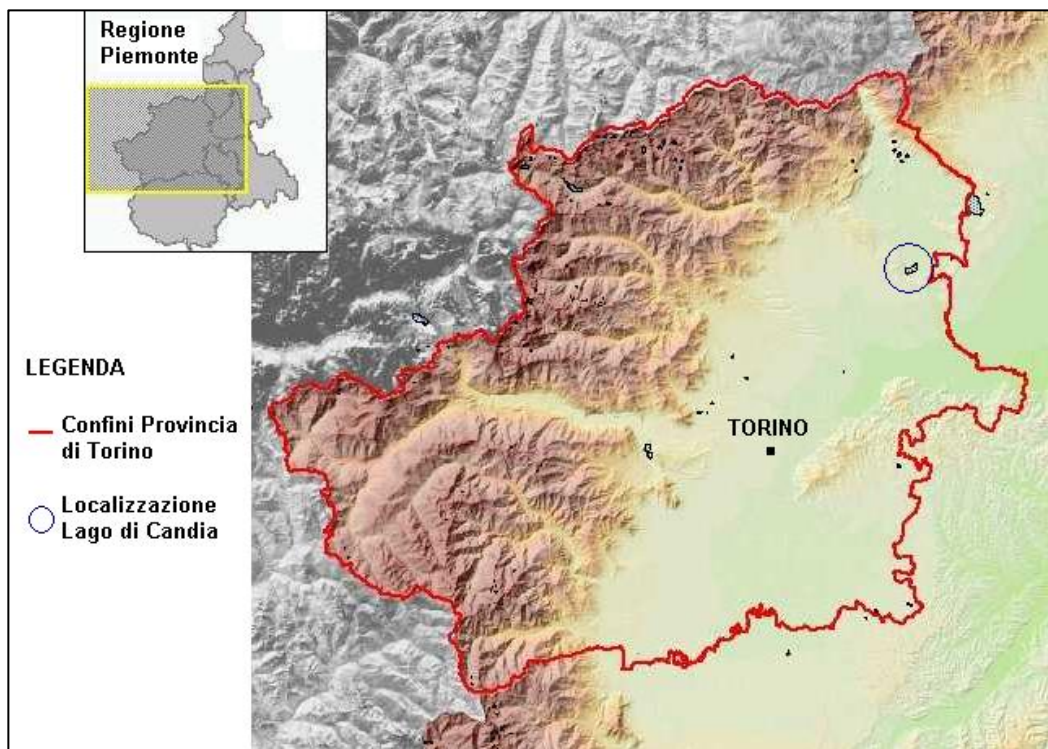 Regione
Piemonte
LEGENDA
Confini Provincia
di Torino
Localizzazione
Lago di Candia
TORINO